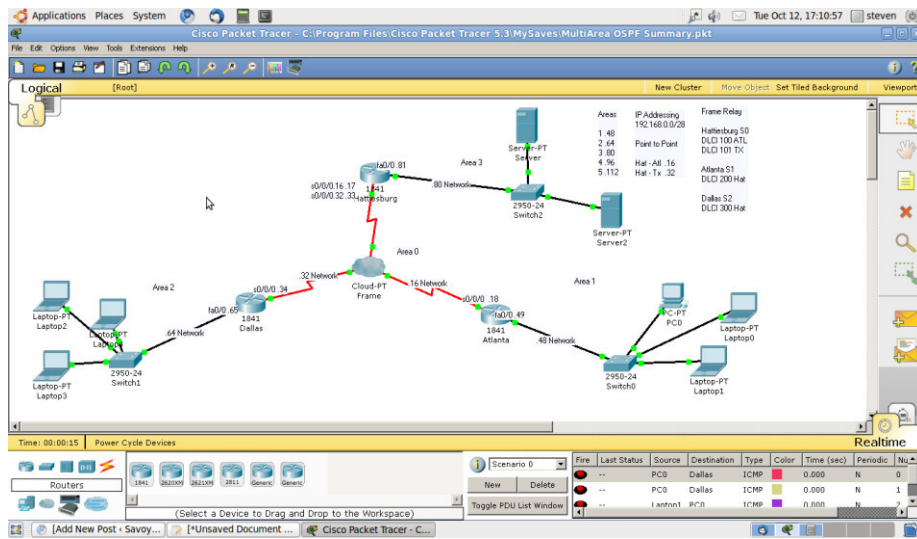 Applications Places System
Tue Oct 12, 17:10:57 steven
Cisco Packet Tracer - C:\Program Files\Cisco Packet Tracer 5.3\MySaves\MultiArea OSPF Summary.pkt
File Edit Options View Tools Extensions Help
Logical [Root] New Cluster Move Object Set Tiled Background Viewport
Areas
1 .48
2 .64
3 .80
4 .96
5 .112
IP Addressing
192.168.0.0/28
Point to Point
Hat - Atl .16
Hat - Tx .32
Frame Relay
Hattiesburg S0
DLCI 100 ATL
DLCI 101 TX
Atlanta S1
DLCI 200 Hat
Dallas S2
DLCI 300 Hat
Server-PT
Server
fa0/0 .81
Area 3
s0/0/0.16 .17
s0/0/0.32 .33
1841
Hattiesburg
.80 Network
2950-24
Switch2
Server-PT
Server2
Area 0
.32 Network
Cloud-PT
Frame
.16 Network
Area 1
Area 2
s0/0/0 .34
fa0/0 .65
1841
Dallas
.64 Network
Laptop-PT
Laptop2
Laptop-PT
Laptop-PT
Laptop3
2950-24
Switch1
s0/0/0 .18
fa0/0 .49
1841
Atlanta
.48 Network
PC-PT
PC0
Laptop-PT
Laptop0
2950-24
Switch0
Laptop-PT
Laptop1
Time: 00:00:15 Power Cycle Devices Realtime
Routers
1841 2620XM 2621XM 2811 Generic Generic
(Select a Device to Drag and Drop to the Workspace)
Scenario 0
New Delete
Toggle PDU List Window
Fire Last Status Source Destination Type Color Time (sec) Periodic Nu
-- PC0 Dallas ICMP 0.000 N 0
-- PC0 Dallas ICMP 0.000 N 1
-- Laptop1 PC0 ICMP 0.000 N 2
[Add New Post ‹ Savoy... [*Unsaved Document ... Cisco Packet Tracer - C...